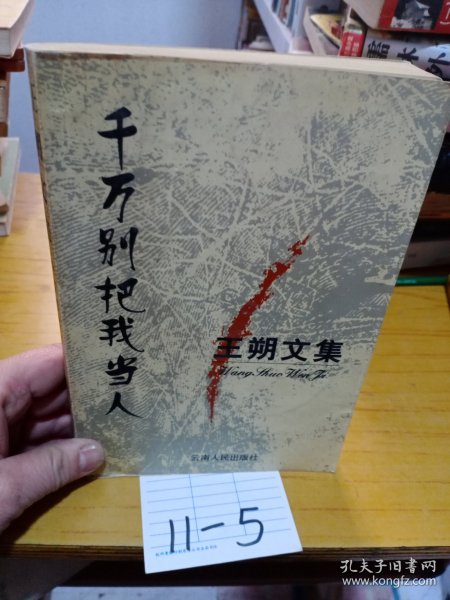 千万别把我当人
王朔文集
Wang Shuo Wen Ji
云南人民出版社
11-5
孔夫子旧书网
www.kongfz.com